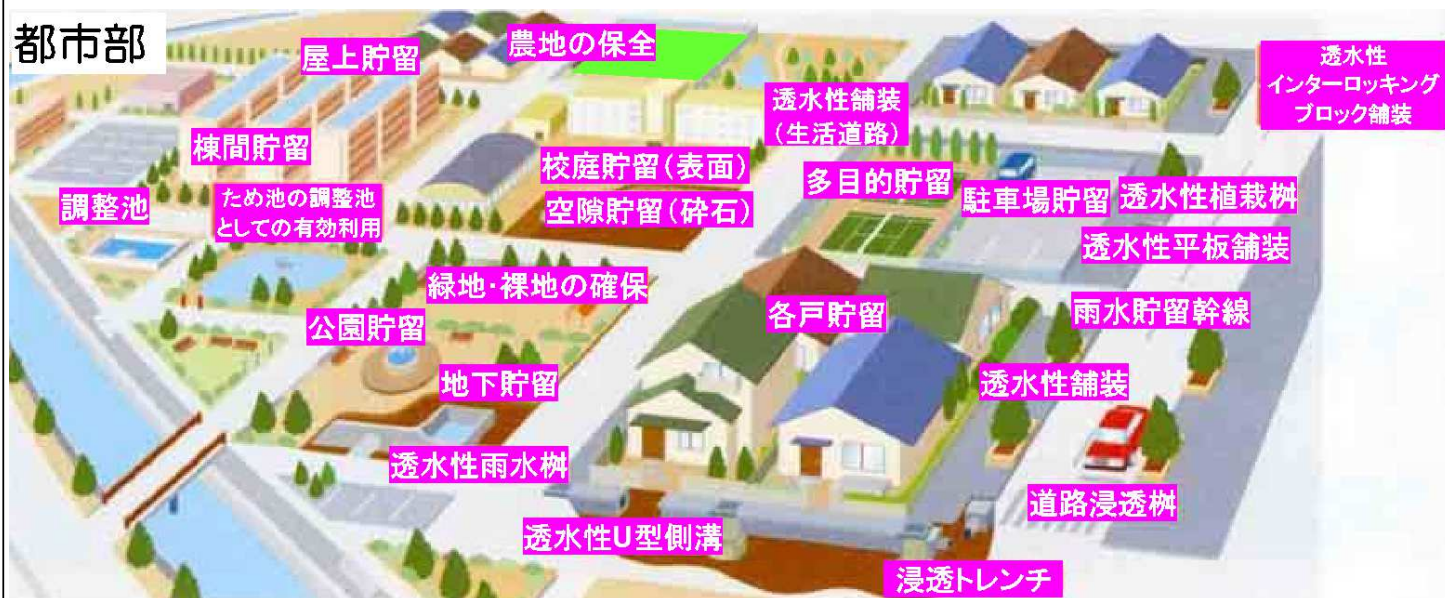 都市部
屋上貯留
農地の保全
透水性
インターロッキング
ブロック舗装
透水性舗装
(生活道路)
棟間貯留
校庭貯留(表面)
空隙貯留(砕石)
多目的貯留
駐車場貯留
透水性植栽桝
調整池
ため池の調整池
としての有効利用
透水性平板舗装
緑地・裸地の確保
公園貯留
各戸貯留
雨水貯留幹線
地下貯留
透水性舗装
透水性雨水桝
道路浸透桝
透水性U型側溝
浸透トレンチ